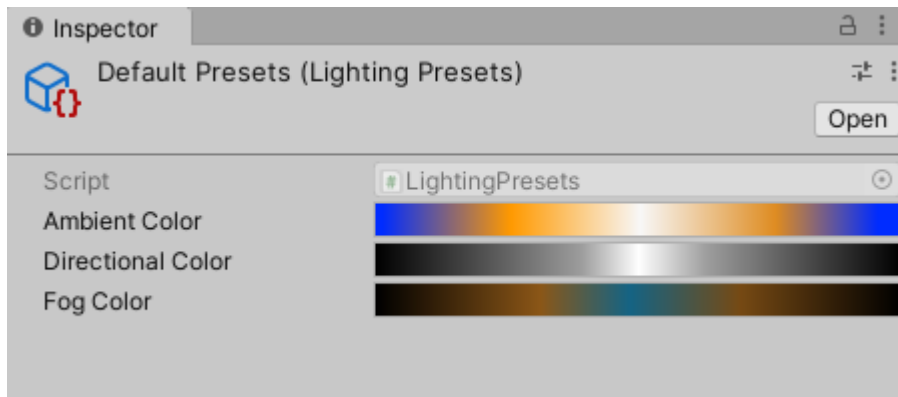 Inspector
Default Presets (Lighting Presets)
Open
Script LightingPresets
Ambient Color
Directional Color
Fog Color